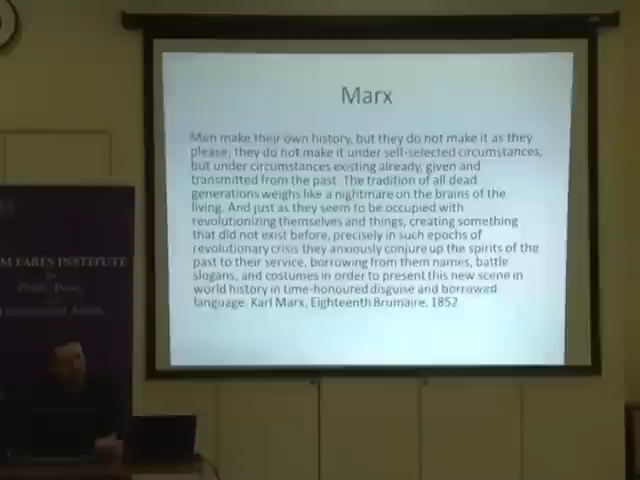 Marx
Men make their own history, but they do not make it as they
please; they do not make it under self-selected circumstances,
but under circumstances existing already, given and
transmitted from the past. The tradition of all dead
generations weighs like a nightmare on the brains of the
living. And just as they seem to be occupied with
revolutionizing themselves and things, creating something
that did not exist before, precisely in such epochs of
revolutionary crisis they anxiously conjure up the spirits of the
past to their service, borrowing from them names, battle
slogans, and costumes in order to present this new scene in
world history in time-honoured disguise and borrowed
language. Karl Marx, Eighteenth Brumaire, 1852
M FARES INSTITUTE
Public Policy